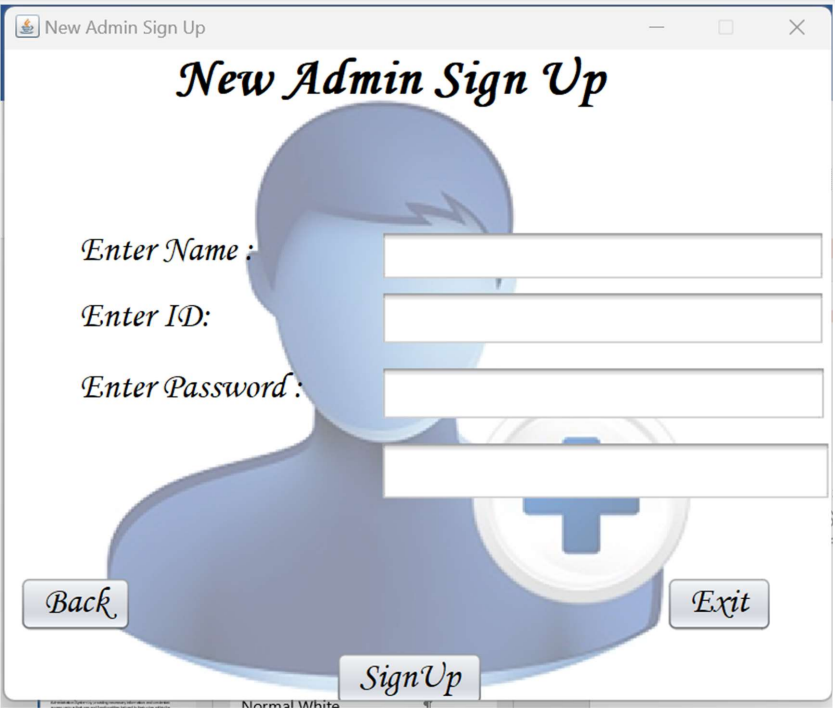 New Admin Sign Up
New Admin Sign Up
Enter Name :
Enter ID:
Enter Password :
Back
Exit
SignUp
Normal White